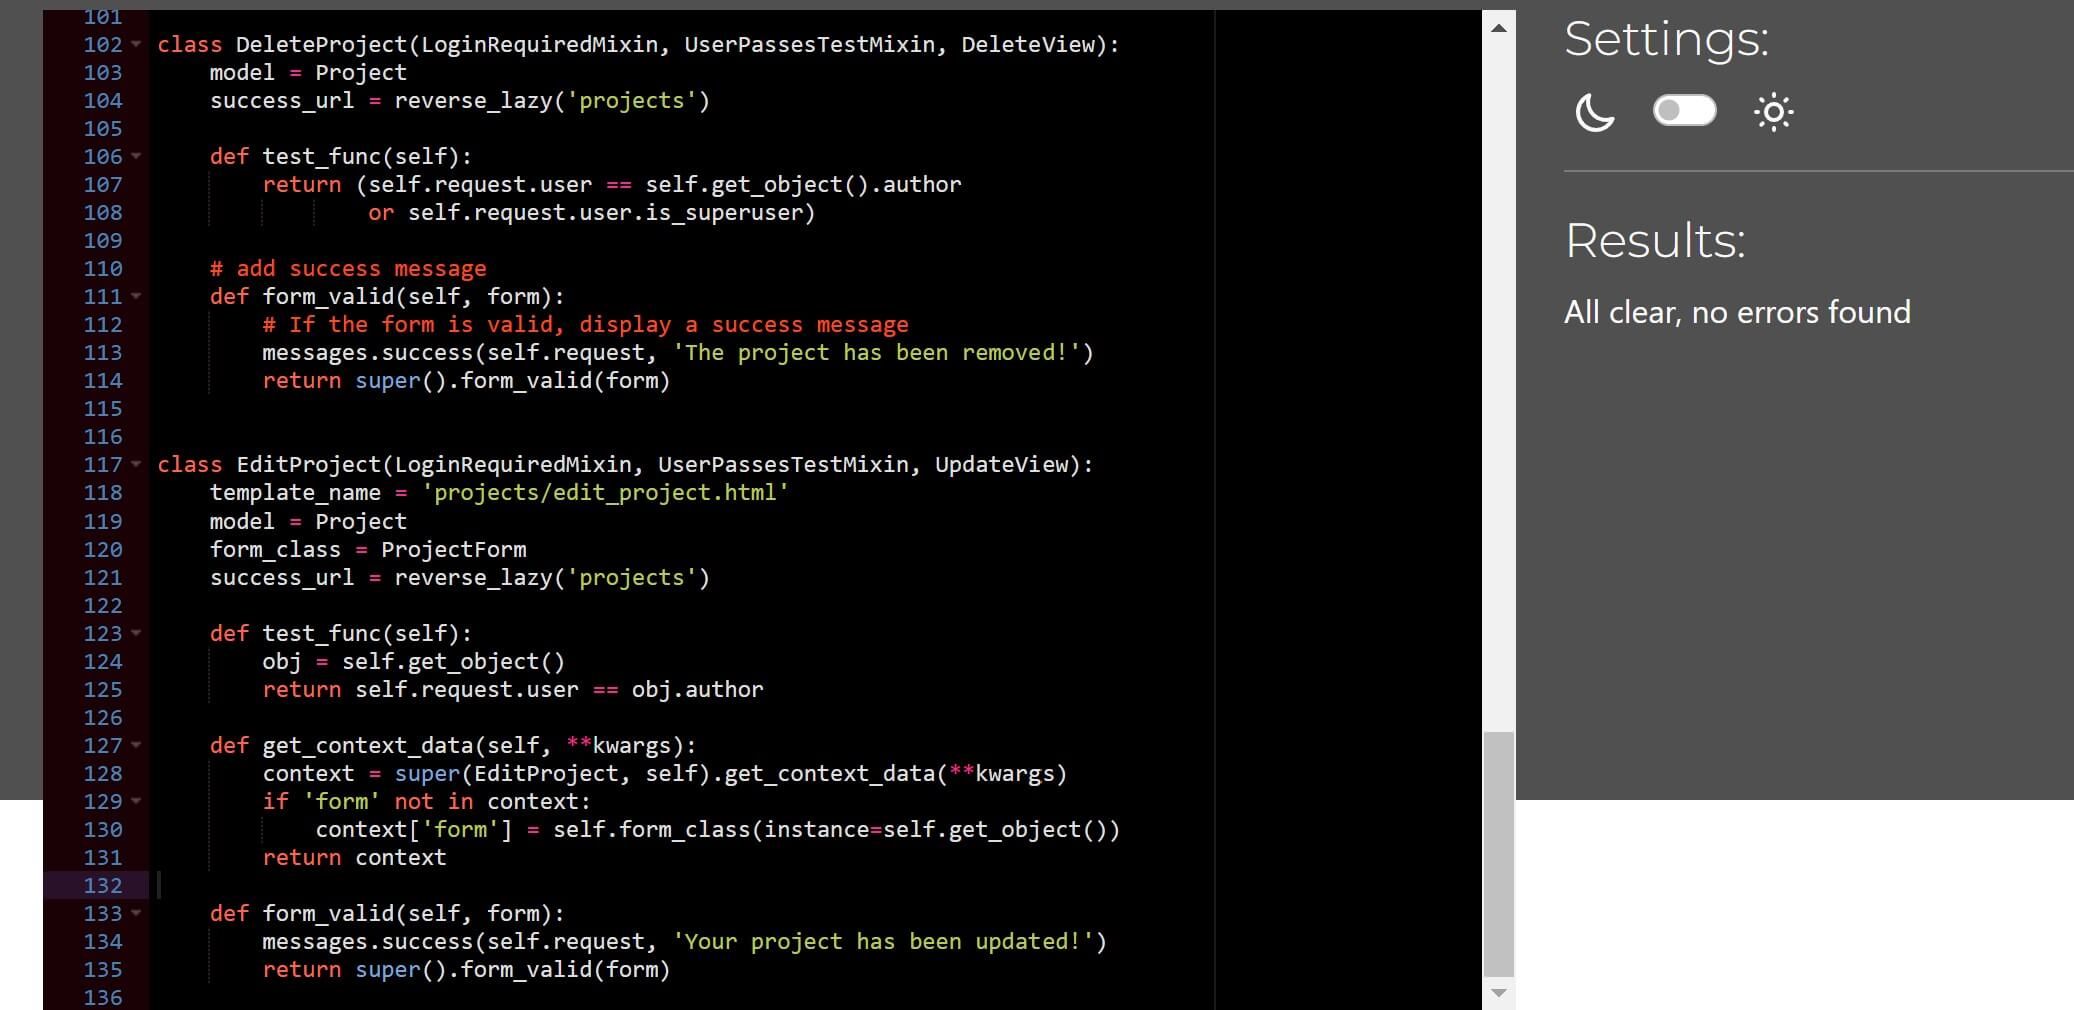 101
102 class DeleteProject(LoginRequiredMixin, UserPassesTestMixin, DeleteView):
103     model = Project
104     success_url = reverse_lazy('projects')
105
106     def test_func(self):
107         return (self.request.user == self.get_object().author
108                 or self.request.user.is_superuser)
109
110     # add success message
111     def form_valid(self, form):
112         # If the form is valid, display a success message
113         messages.success(self.request, 'The project has been removed!')
114         return super().form_valid(form)
115
116
117 class EditProject(LoginRequiredMixin, UserPassesTestMixin, UpdateView):
118     template_name = 'projects/edit_project.html'
119     model = Project
120     form_class = ProjectForm
121     success_url = reverse_lazy('projects')
122
123     def test_func(self):
124         obj = self.get_object()
125         return self.request.user == obj.author
126
127     def get_context_data(self, **kwargs):
128         context = super(EditProject, self).get_context_data(**kwargs)
129         if 'form' not in context:
130             context['form'] = self.form_class(instance=self.get_object())
131         return context
132
133     def form_valid(self, form):
134         messages.success(self.request, 'Your project has been updated!')
135         return super().form_valid(form)
136
Settings:
Results:
All clear, no errors found